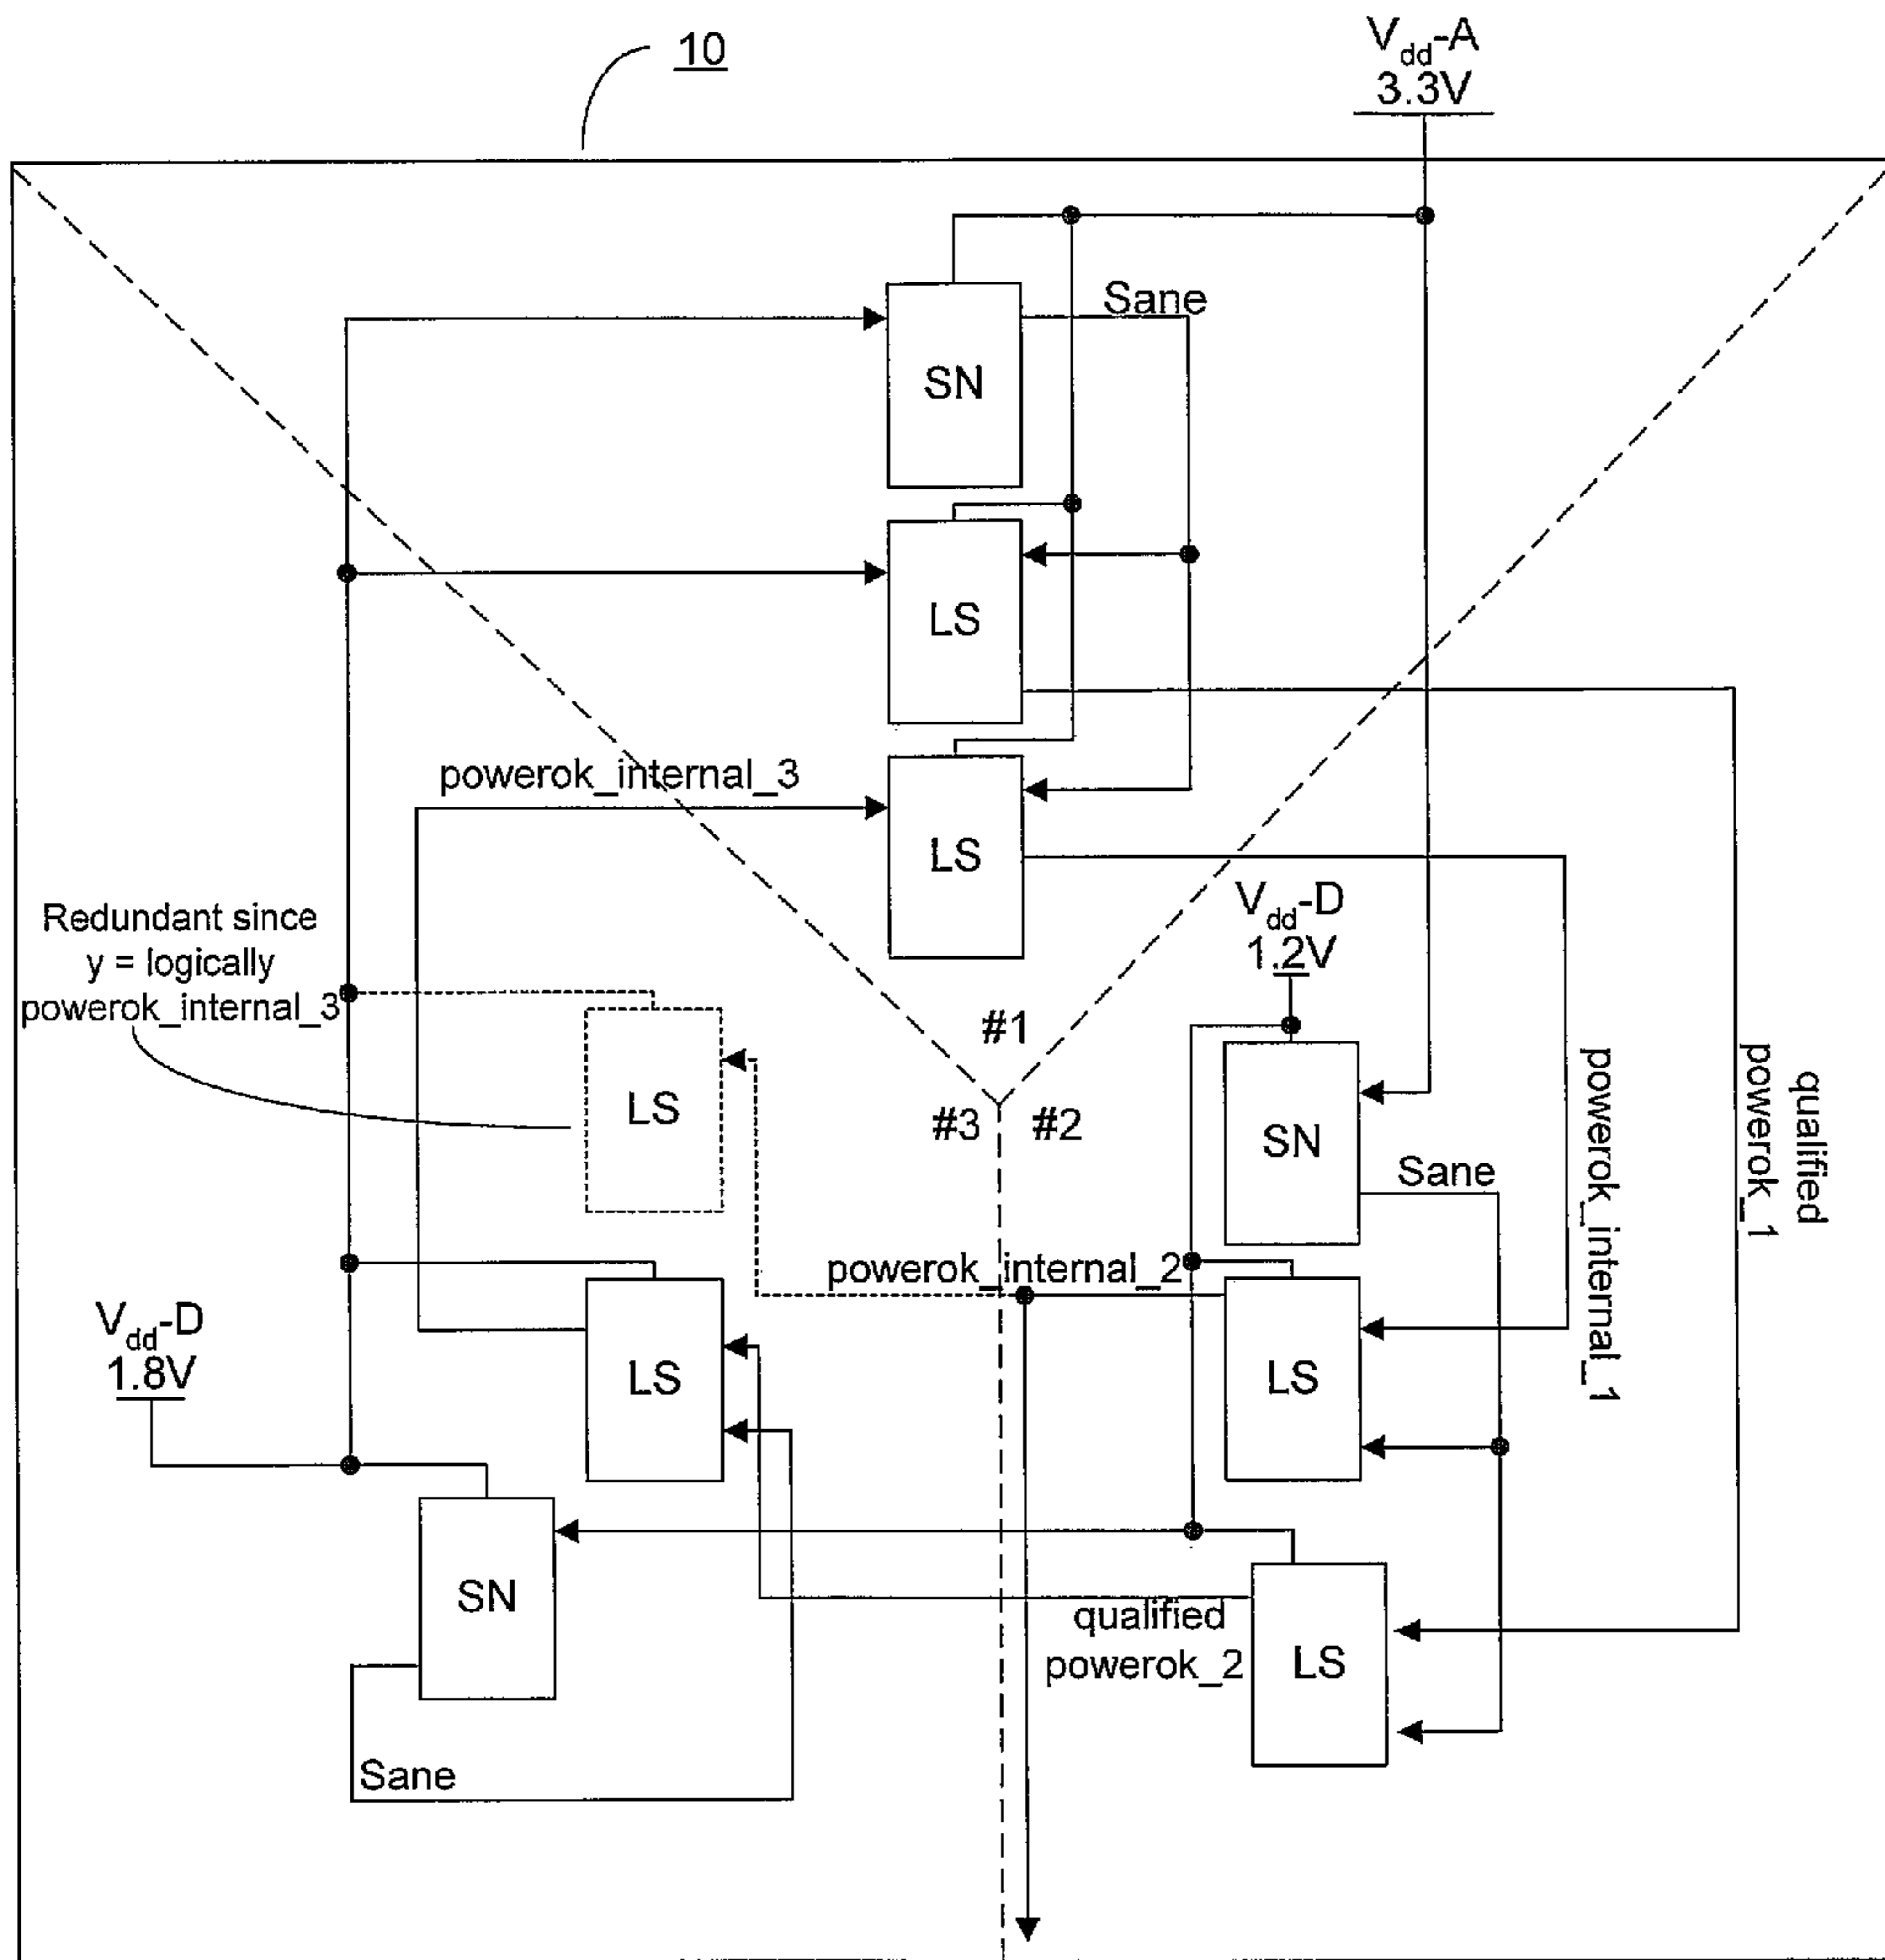 10
Vdd-A
3.3V
Sane
SN
LS
powerok_internal_3
LS
Redundant since
y = logically
powerok_internal_3
Vdd-D
1.2V
#1
LS
#3
#2
SN
Sane
powerok_internal_1
qualified
powerok_1
powerok_internal_2
Vdd-D
1.8V
LS
LS
SN
qualified
powerok_2
LS
Sane